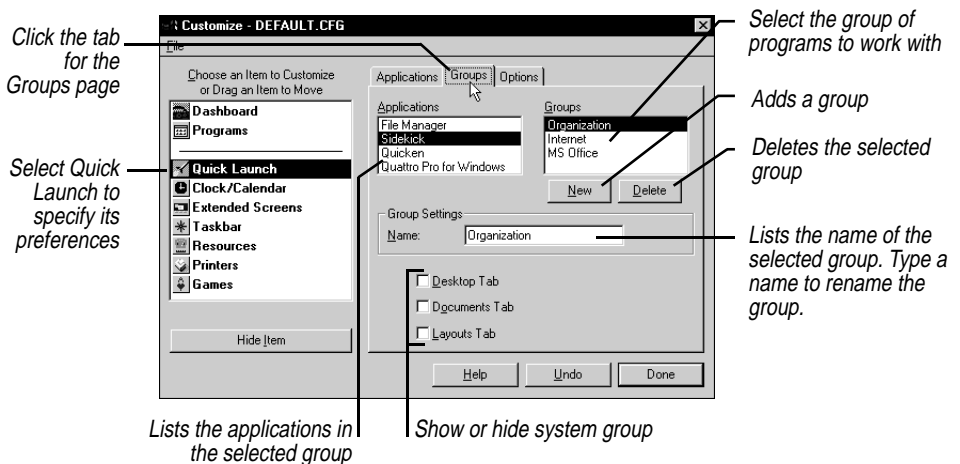 Customize - DEFAULT.CFG
File
Click the tab
for the
Groups page
Select the group of
programs to work with
Choose an Item to Customize
or Drag an Item to Move
Applications
Groups
Options
Dashboard
Programs
Applications
File Manager
Sidekick
Quicken
Quattro Pro for Windows
Groups
Organization
Internet
MS Office
Adds a group
Deletes the selected
group
Select Quick
Launch to
specify its
preferences
Quick Launch
Clock/Calendar
Extended Screens
Taskbar
Resources
Printers
Games
New
Delete
Group Settings
Name:
Organization
Lists the name of the
selected group. Type a
name to rename the
group.
Desktop Tab
Documents Tab
Layouts Tab
Hide Item
Help
Undo
Done
Lists the applications in
the selected group
Show or hide system group